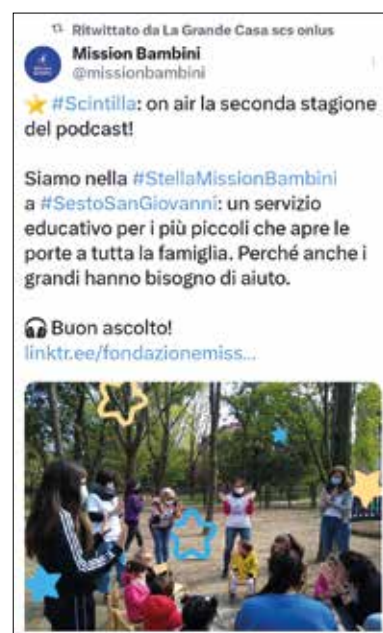 Ritwittato da La Grande Casa scs onlus
Mission Bambini
@missionbambini
⭐ #Scintilla: on air la seconda stagione
del podcast!
Siamo nella #StellaMissionBambini
a #SestoSanGiovanni: un servizio
educativo per i più piccoli che apre le
porte a tutta la famiglia. Perché anche i
grandi hanno bisogno di aiuto.
🎧 Buon ascolto!
linktr.ee/fondazionemiss...